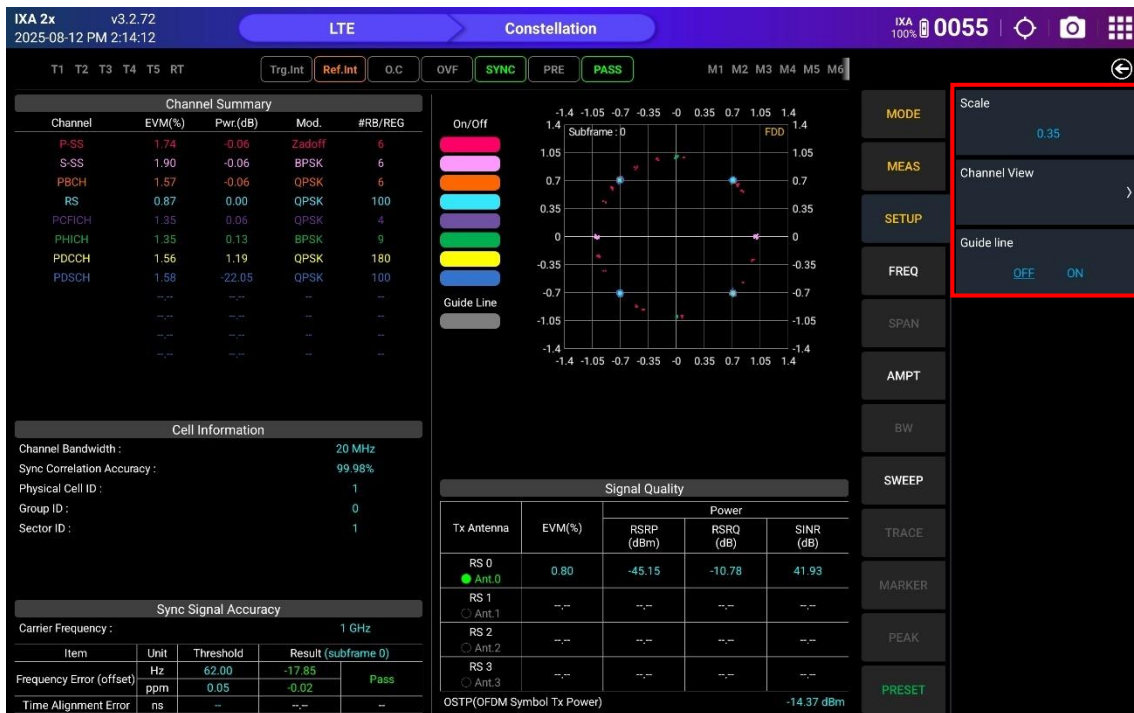 IXA 2x v3.2.72
2025-08-12 PM 2:14:12
LTE
Constellation
IXA
100%
0055
T1 T2 T3 T4 T5 RT
Trg.Int Ref.Int O.C OVF SYNC PRE PASS
M1 M2 M3 M4 M5 M6
Channel Summary
Channel EVM(%) Pwr.(dB) Mod. #RB/REG
P-SS 1.74 -0.06 Zadoff 6
S-SS 1.90 -0.06 BPSK 6
PBCH 1.57 -0.06 QPSK 6
RS 0.87 0.00 QPSK 100
PCFICH 1.35 0.06 QPSK 4
PHICH 1.35 0.13 BPSK 9
PDCCH 1.56 1.19 QPSK 180
PDSCH 1.58 -22.05 QPSK 100
--.-- --.-- -- --
--.-- --.-- -- --
--.-- --.-- -- --
--.-- --.-- -- --
Cell Information
Channel Bandwidth : 20 MHz
Sync Correlation Accuracy : 99.98%
Physical Cell ID : 1
Group ID : 0
Sector ID : 1
Sync Signal Accuracy
Carrier Frequency : 1 GHz
Item Unit Threshold Result (subframe 0)
Frequency Error (offset) Hz 62.00 -17.85 Pass
ppm 0.05 -0.02
Time Alignment Error ns -- --.-- --
On/Off
Guide Line
-1.4 -1.05 -0.7 -0.35 -0 0.35 0.7 1.05 1.4
Subframe : 0 FDD
1.4 1.4
1.05 1.05
0.7 0.7
0.35 0.35
0 0
-0.35 -0.35
-0.7 -0.7
-1.05 -1.05
-1.4 -1.4
-1.4 -1.05 -0.7 -0.35 -0 0.35 0.7 1.05 1.4
Signal Quality
Tx Antenna EVM(%) Power
RSRP (dBm) RSRQ (dB) SINR (dB)
RS 0
Ant.0 0.80 -45.15 -10.78 41.93
RS 1
Ant.1 --.-- --.-- --.-- --.--
RS 2
Ant.2 --.-- --.-- --.-- --.--
RS 3
Ant.3 --.-- --.-- --.-- --.--
OSTP(OFDM Symbol Tx Power) -14.37 dBm
MODE
MEAS
SETUP
FREQ
SPAN
AMPT
BW
SWEEP
TRACE
MARKER
PEAK
PRESET
Scale
0.35
Channel View
Guide line
OFF ON